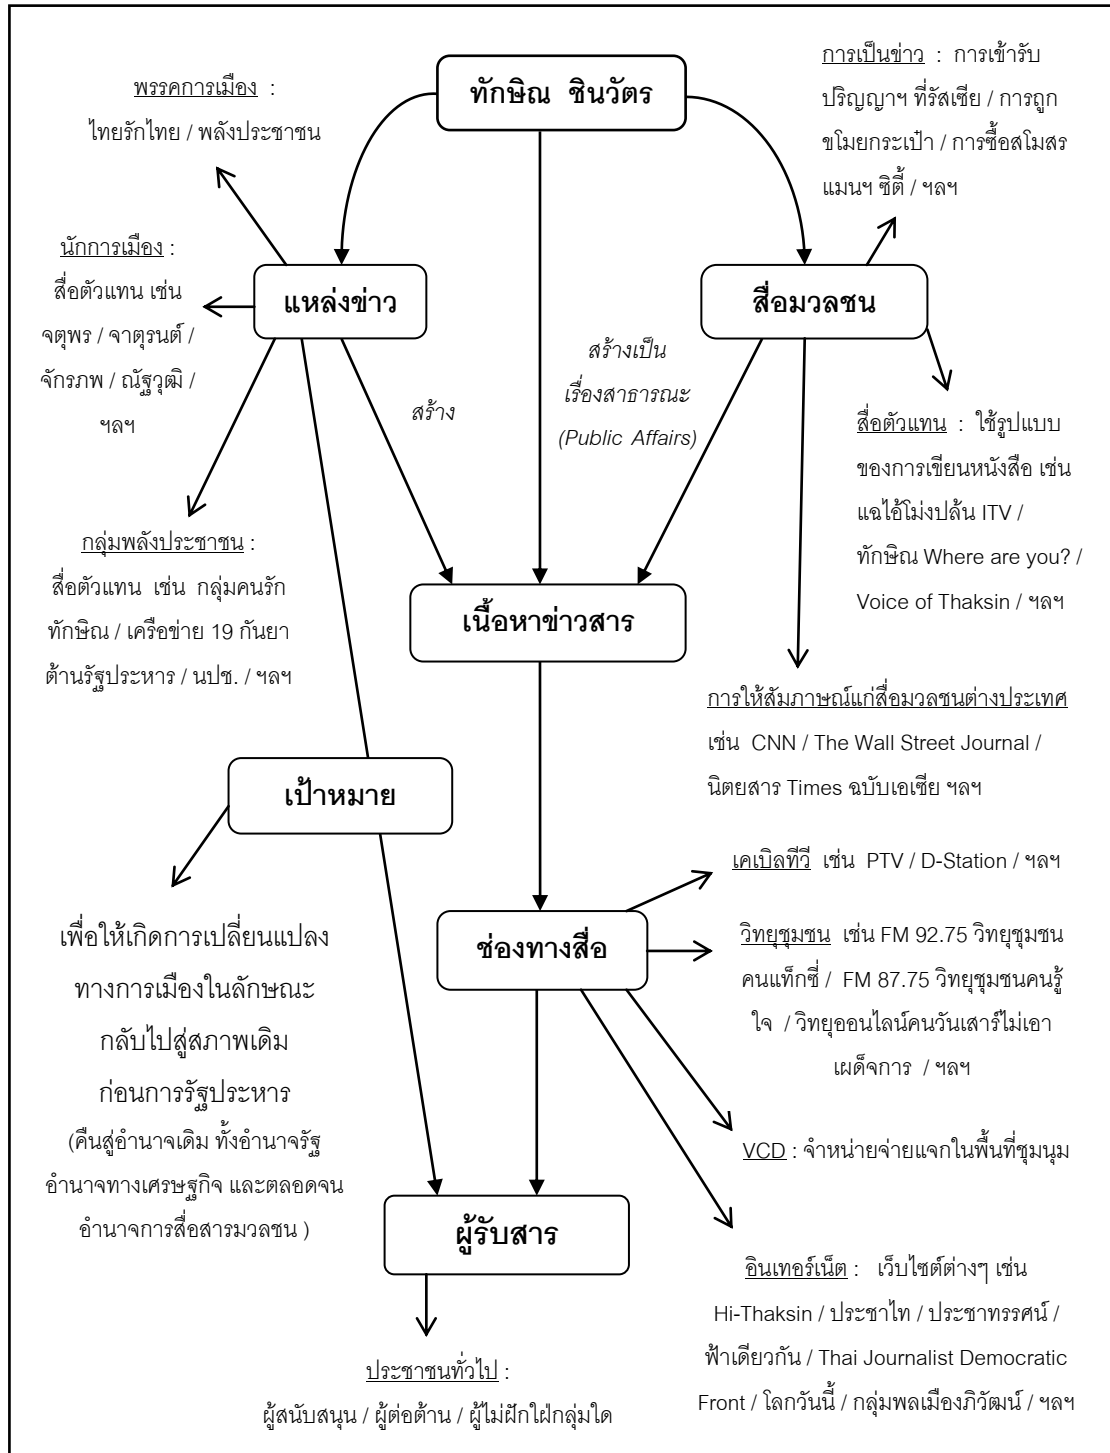 ทักษิณ ชินวัตร
พรรคการเมือง :
ไทยรักไทย / พลังประชาชน
การเป็นข่าว : การเข้ารับ
ปริญญาฯ ที่รัสเซีย / การถูก
ขโมยกระเป๋า / การซื้อสโมสร
แมนฯ ซิตี้ / ฯลฯ
นักการเมือง :
สื่อตัวแทน เช่น
จตุพร / จาตุรนต์ /
จักรภพ / ณัฐวุฒิ /
ฯลฯ
แหล่งข่าว
สื่อมวลชน
สร้าง
สร้างเป็น
เรื่องสาธารณะ
(Public Affairs)
สื่อตัวแทน : ใช้รูปแบบ
ของการเขียนหนังสือ เช่น
แฉไอ้โม่งปล้น ITV /
ทักษิณ Where are you? /
Voice of Thaksin / ฯลฯ
กลุ่มพลังประชาชน :
สื่อตัวแทน เช่น กลุ่มคนรัก
ทักษิณ / เครือข่าย 19 กันยา
ต้านรัฐประหาร / นปช. / ฯลฯ
เนื้อหาข่าวสาร
การให้สัมภาษณ์แก่สื่อมวลชนต่างประเทศ
เช่น CNN / The Wall Street Journal /
นิตยสาร Times ฉบับเอเซีย ฯลฯ
เป้าหมาย
เพื่อให้เกิดการเปลี่ยนแปลง
ทางการเมืองในลักษณะ
กลับไปสู่สภาพเดิม
ก่อนการรัฐประหาร
(คืนสู่อำนาจเดิม ทั้งอำนาจรัฐ
อำนาจทางเศรษฐกิจ และตลอดจน
อำนาจการสื่อสารมวลชน )
ช่องทางสื่อ
เคเบิลทีวี เช่น PTV / D-Station / ฯลฯ
วิทยุชุมชน เช่น FM 92.75 วิทยุชุมชน
คนแท็กซี่ / FM 87.75 วิทยุชุมชนคนรู้
ใจ / วิทยุออนไลน์คนวันเสาร์ไม่เอา
เผด็จการ / ฯลฯ
VCD : จำหน่ายจ่ายแจกในพื้นที่ชุมนุม
อินเทอร์เน็ต : เว็บไซต์ต่างๆ เช่น
Hi-Thaksin / ประชาไท / ประชาทรรศน์ /
ฟ้าเดียวกัน / Thai Journalist Democratic
Front / โลกวันนี้ / กลุ่มพลเมืองภิวัฒน์ / ฯลฯ
ผู้รับสาร
ประชาชนทั่วไป :
ผู้สนับสนุน / ผู้ต่อต้าน / ผู้ไม่ฝักใฝ่กลุ่มใด